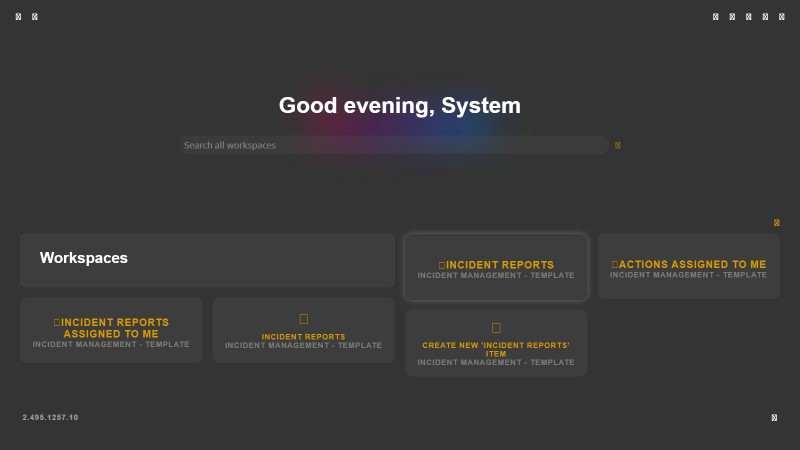 Good evening, System
Search all workspaces
Workspaces
INCIDENT REPORTS
INCIDENT MANAGEMENT - TEMPLATE
ACTIONS ASSIGNED TO ME
INCIDENT MANAGEMENT - TEMPLATE
INCIDENT REPORTS
ASSIGNED TO ME
INCIDENT MANAGEMENT - TEMPLATE
INCIDENT REPORTS
INCIDENT MANAGEMENT - TEMPLATE
CREATE NEW 'INCIDENT REPORTS'
ITEM
INCIDENT MANAGEMENT - TEMPLATE
2.495.1257.10